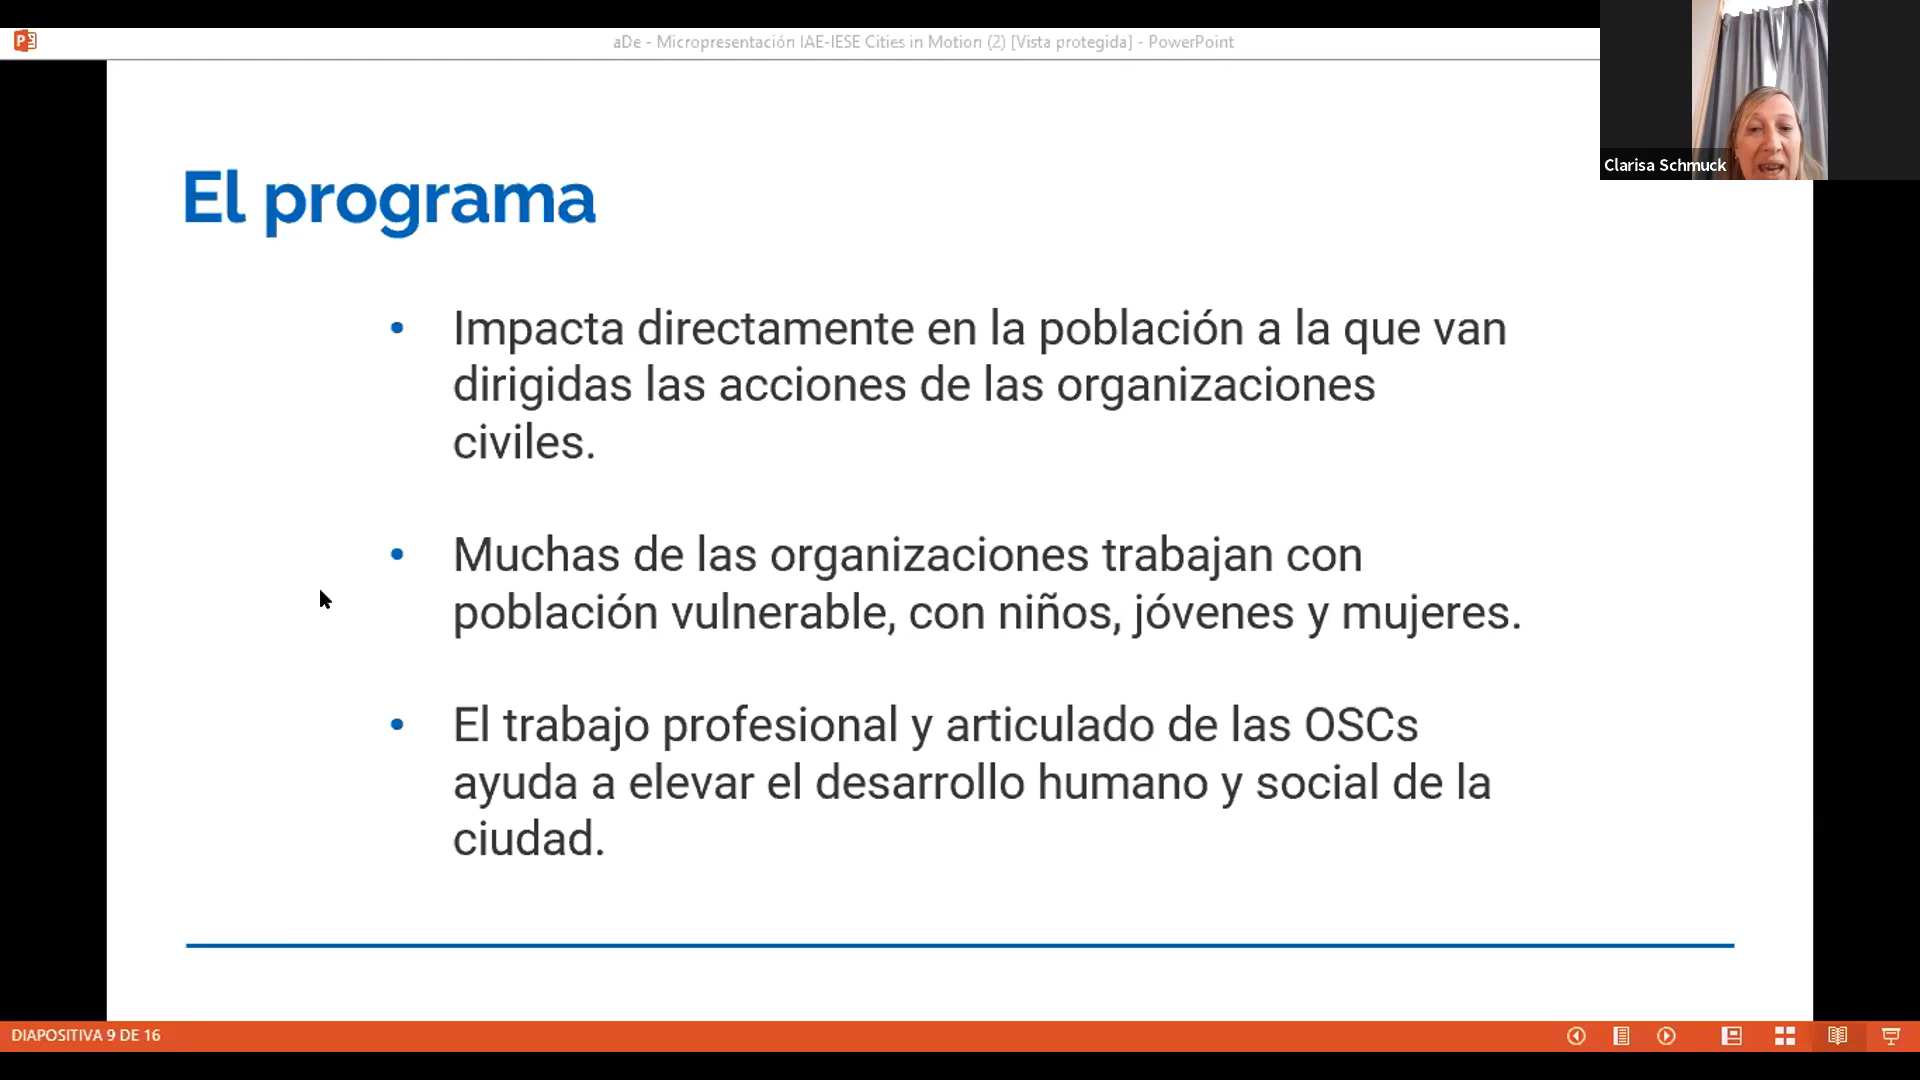 aDe - Micropresentación IAE-IESE Cities in Motion (2) [Vista protegida] - PowerPoint
Clarisa Schmuck
El programa
• Impacta directamente en la población a la que van
dirigidas las acciones de las organizaciones
civiles.
• Muchas de las organizaciones trabajan con
población vulnerable, con niños, jóvenes y mujeres.
• El trabajo profesional y articulado de las OSCs
ayuda a elevar el desarrollo humano y social de la
ciudad.
DIAPOSITIVA 9 DE 16